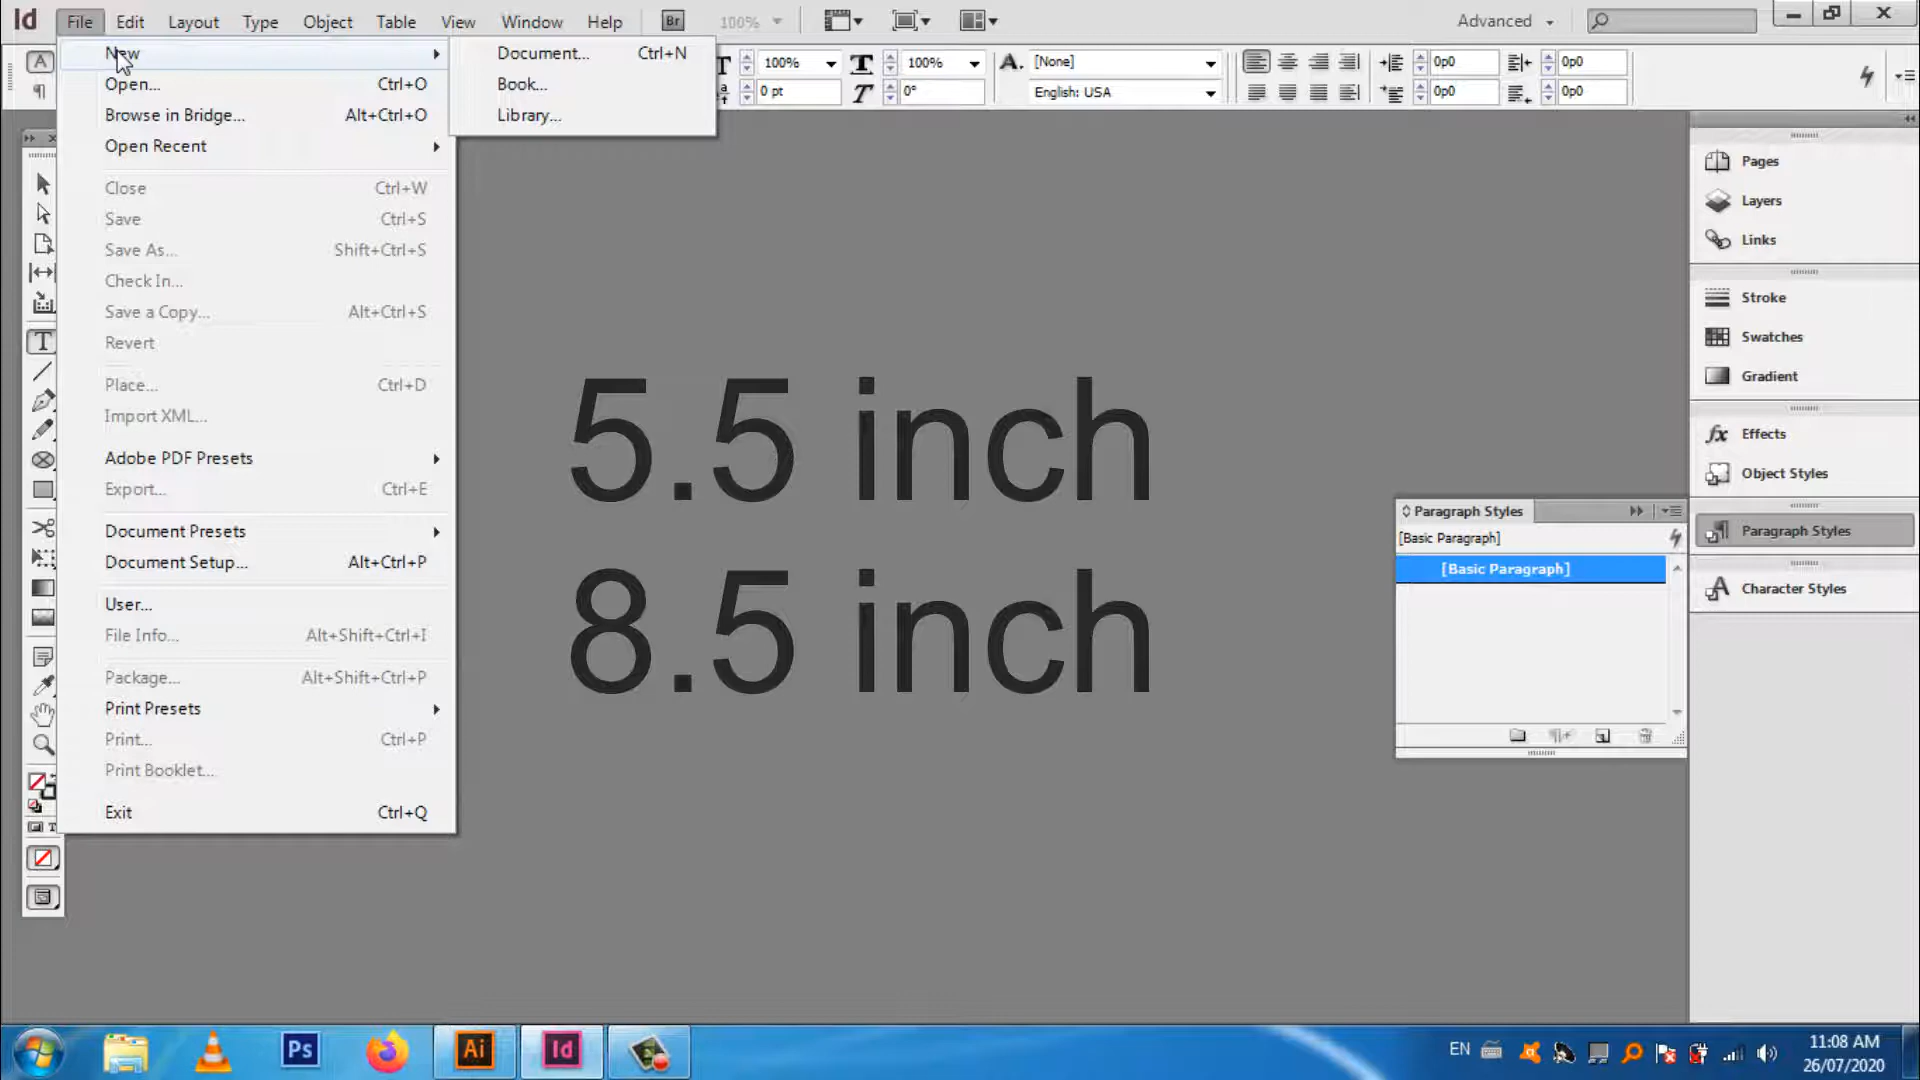 Id File Edit Layout Type Object Table View Window Help Br 100% Advanced
A T 100% T 100% A. [None] 0p0 0p0
¶ 0 pt T 0° English: USA 0p0 0p0
New
Open... Ctrl+O
Browse in Bridge... Alt+Ctrl+O
Open Recent
Close Ctrl+W
Save Ctrl+S
Save As... Shift+Ctrl+S
Check In...
Save a Copy... Alt+Ctrl+S
Revert
Place... Ctrl+D
Import XML...
Adobe PDF Presets
Export... Ctrl+E
Document Presets
Document Setup... Alt+Ctrl+P
User...
File Info... Alt+Shift+Ctrl+I
Package... Alt+Shift+Ctrl+P
Print Presets
Print... Ctrl+P
Print Booklet...
Exit Ctrl+Q
Document... Ctrl+N
Book...
Library...
5.5 inch
8.5 inch
Paragraph Styles
[Basic Paragraph]
[Basic Paragraph]
Pages
Layers
Links
Stroke
Swatches
Gradient
Effects
Object Styles
Paragraph Styles
Character Styles
Ps Ai Id
EN
11:08 AM
26/07/2020